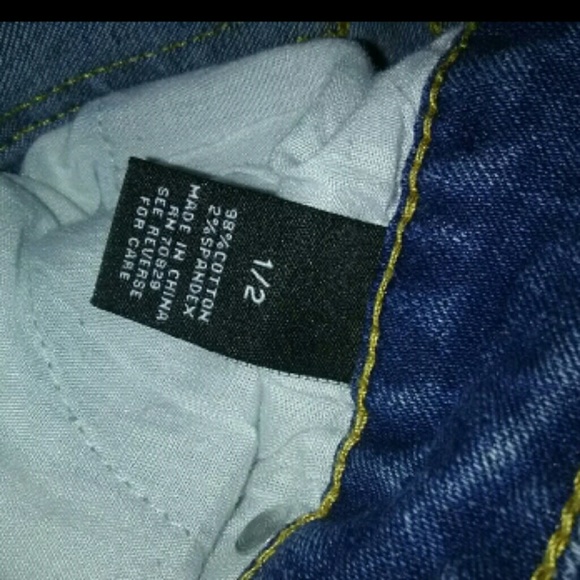 1/2
98% COTTON
2% SPANDEX
MADE IN CHINA
RN 70829
SEE REVERSE
FOR CARE